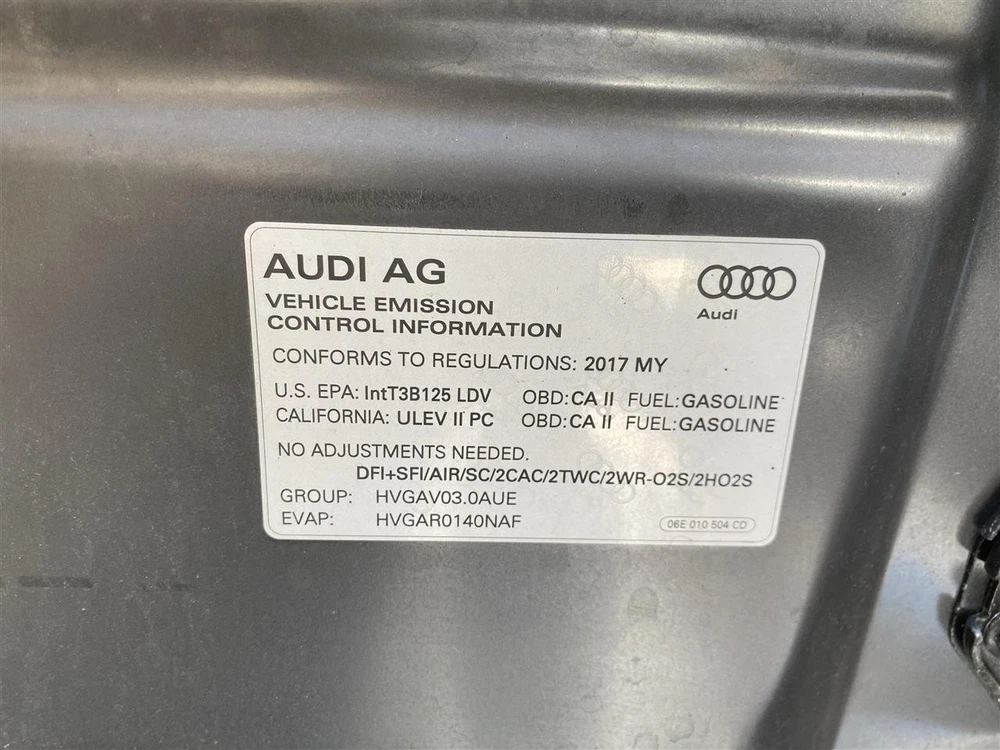 AUDI AG
Audi
VEHICLE EMISSION
CONTROL INFORMATION
CONFORMS TO REGULATIONS: 2017 MY
U.S. EPA: IntT3B125 LDV OBD: CA II FUEL: GASOLINE
CALIFORNIA: ULEV II PC OBD: CA II FUEL: GASOLINE
NO ADJUSTMENTS NEEDED.
DFI+SFI/AIR/SC/2CAC/2TWC/2WR-O2S/2HO2S
GROUP: HVGAV03.0AUE
EVAP: HVGAR0140NAF
06E 010 504 CD